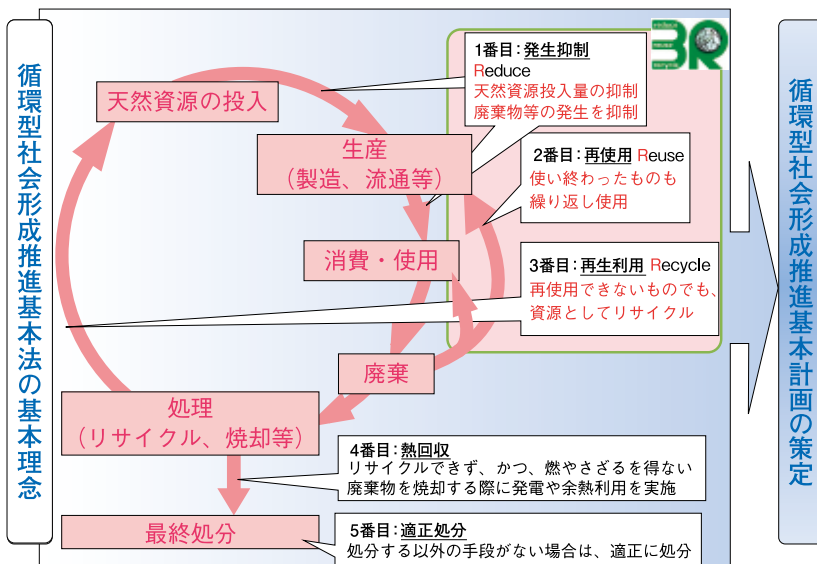 循環型社会形成推進基本法の基本理念
天然資源の投入
生産
（製造、流通等）
消費・使用
廃棄
処理
（リサイクル、焼却等）
最終処分
3R
1番目：発生抑制
Reduce
天然資源投入量の抑制
廃棄物等の発生を抑制
2番目：再使用 Reuse
使い終わったものも
繰り返し使用
3番目：再生利用 Recycle
再使用できないものでも、
資源としてリサイクル
4番目：熱回収
リサイクルできず、かつ、燃やさざるを得ない
廃棄物を焼却する際に発電や余熱利用を実施
5番目：適正処分
処分する以外の手段がない場合は、適正に処分
循環型社会形成推進基本計画の策定